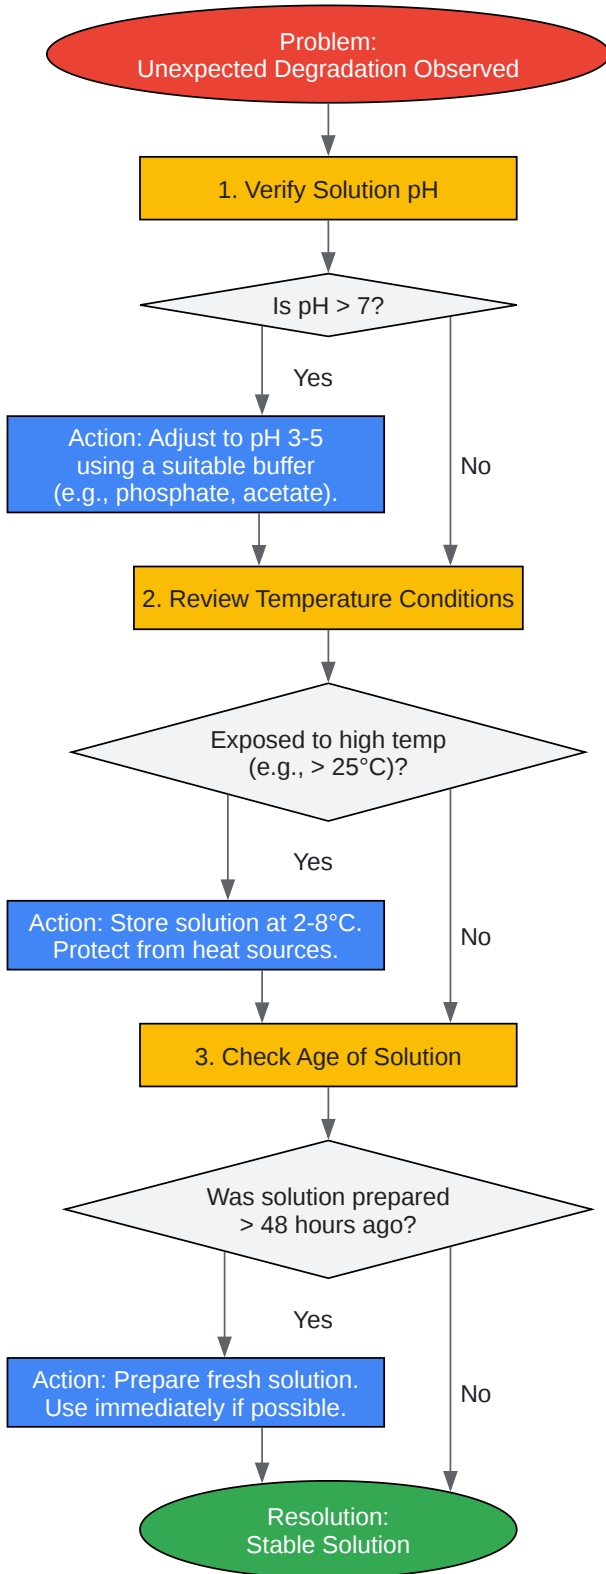 Problem:
Unexpected Degradation Observed
1. Verify Solution pH
Is pH > 7?
Yes
Action: Adjust to pH 3-5
using a suitable buffer
(e.g., phosphate, acetate).
No
2. Review Temperature Conditions
Exposed to high temp
(e.g., > 25°C)?
Yes
Action: Store solution at 2-8°C.
Protect from heat sources.
No
3. Check Age of Solution
Was solution prepared
> 48 hours ago?
Yes
Action: Prepare fresh solution.
Use immediately if possible.
No
Resolution:
Stable Solution